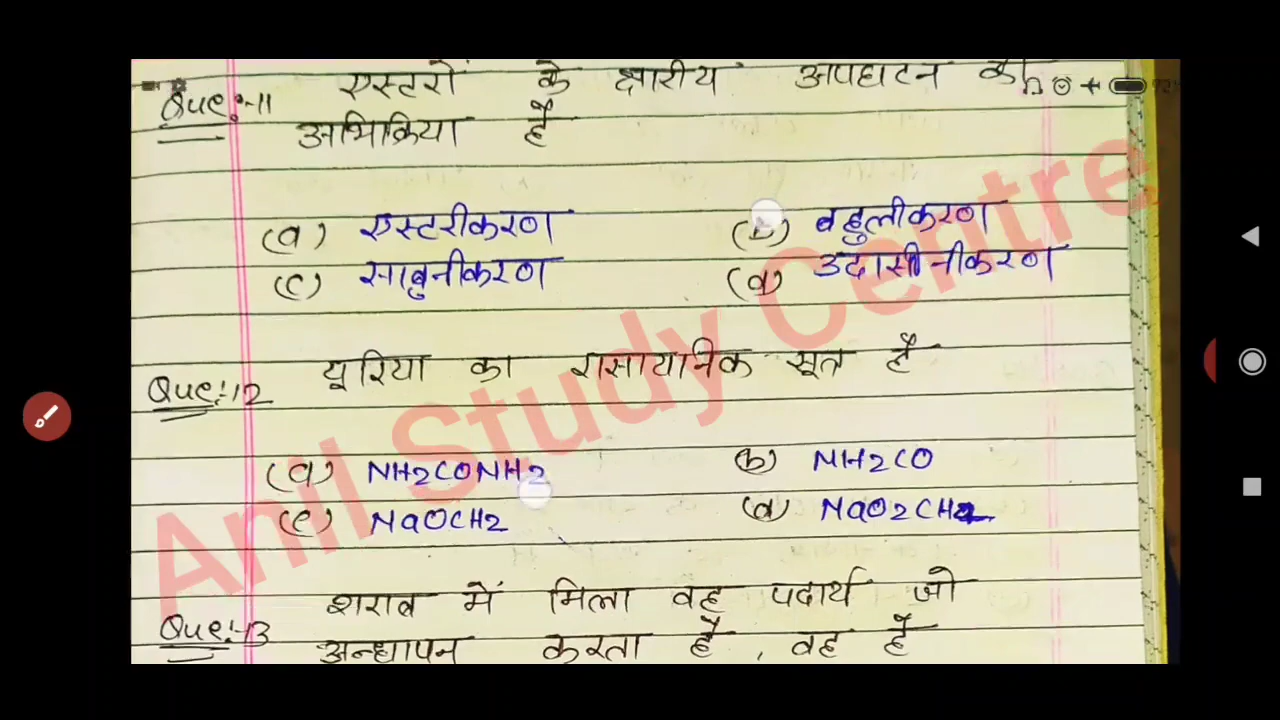 Que:-11 एस्टरों के क्षारीय अपघटन की
अभिक्रिया है
(a) एस्टरीकरण (b) बहुलीकरण
(c) साबुनीकरण (d) उदासीनीकरण
Que:-12 यूरिया का रासायनिक सूत्र है
(a) NH2CONH2 (b) NH2CO
(c) NaOCH2 (d) NaO2CH2
Que:-13 शराब में मिला वह पदार्थ जो
अन्धापन करता है, वह है
Anil Study Centre